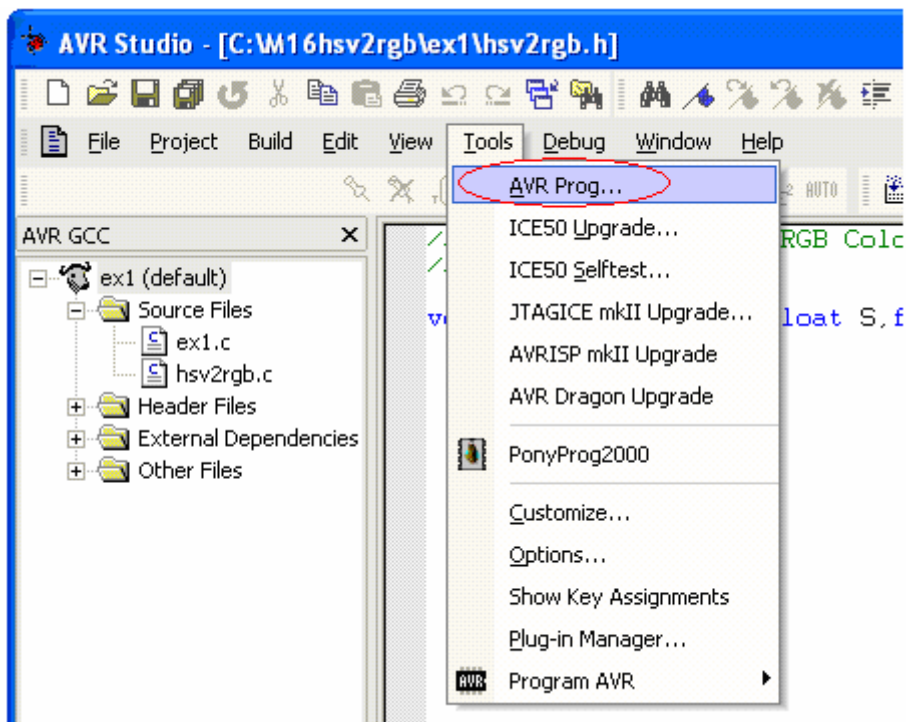 AVR Studio - [C:\M16hsv2rgb\ex1\hsv2rgb.h]
File Project Build Edit View Tools Debug Window Help
AVR Prog...
AUTO
ICE50 Upgrade...
ICE50 Selftest...
JTAGICE mkII Upgrade...
AVRISP mkII Upgrade
AVR Dragon Upgrade
PonyProg2000
Customize...
Options...
Show Key Assignments
Plug-in Manager...
AVR Program AVR
AVR GCC
ex1 (default)
Source Files
ex1.c
hsv2rgb.c
Header Files
External Dependencies
Other Files
RGB
S,